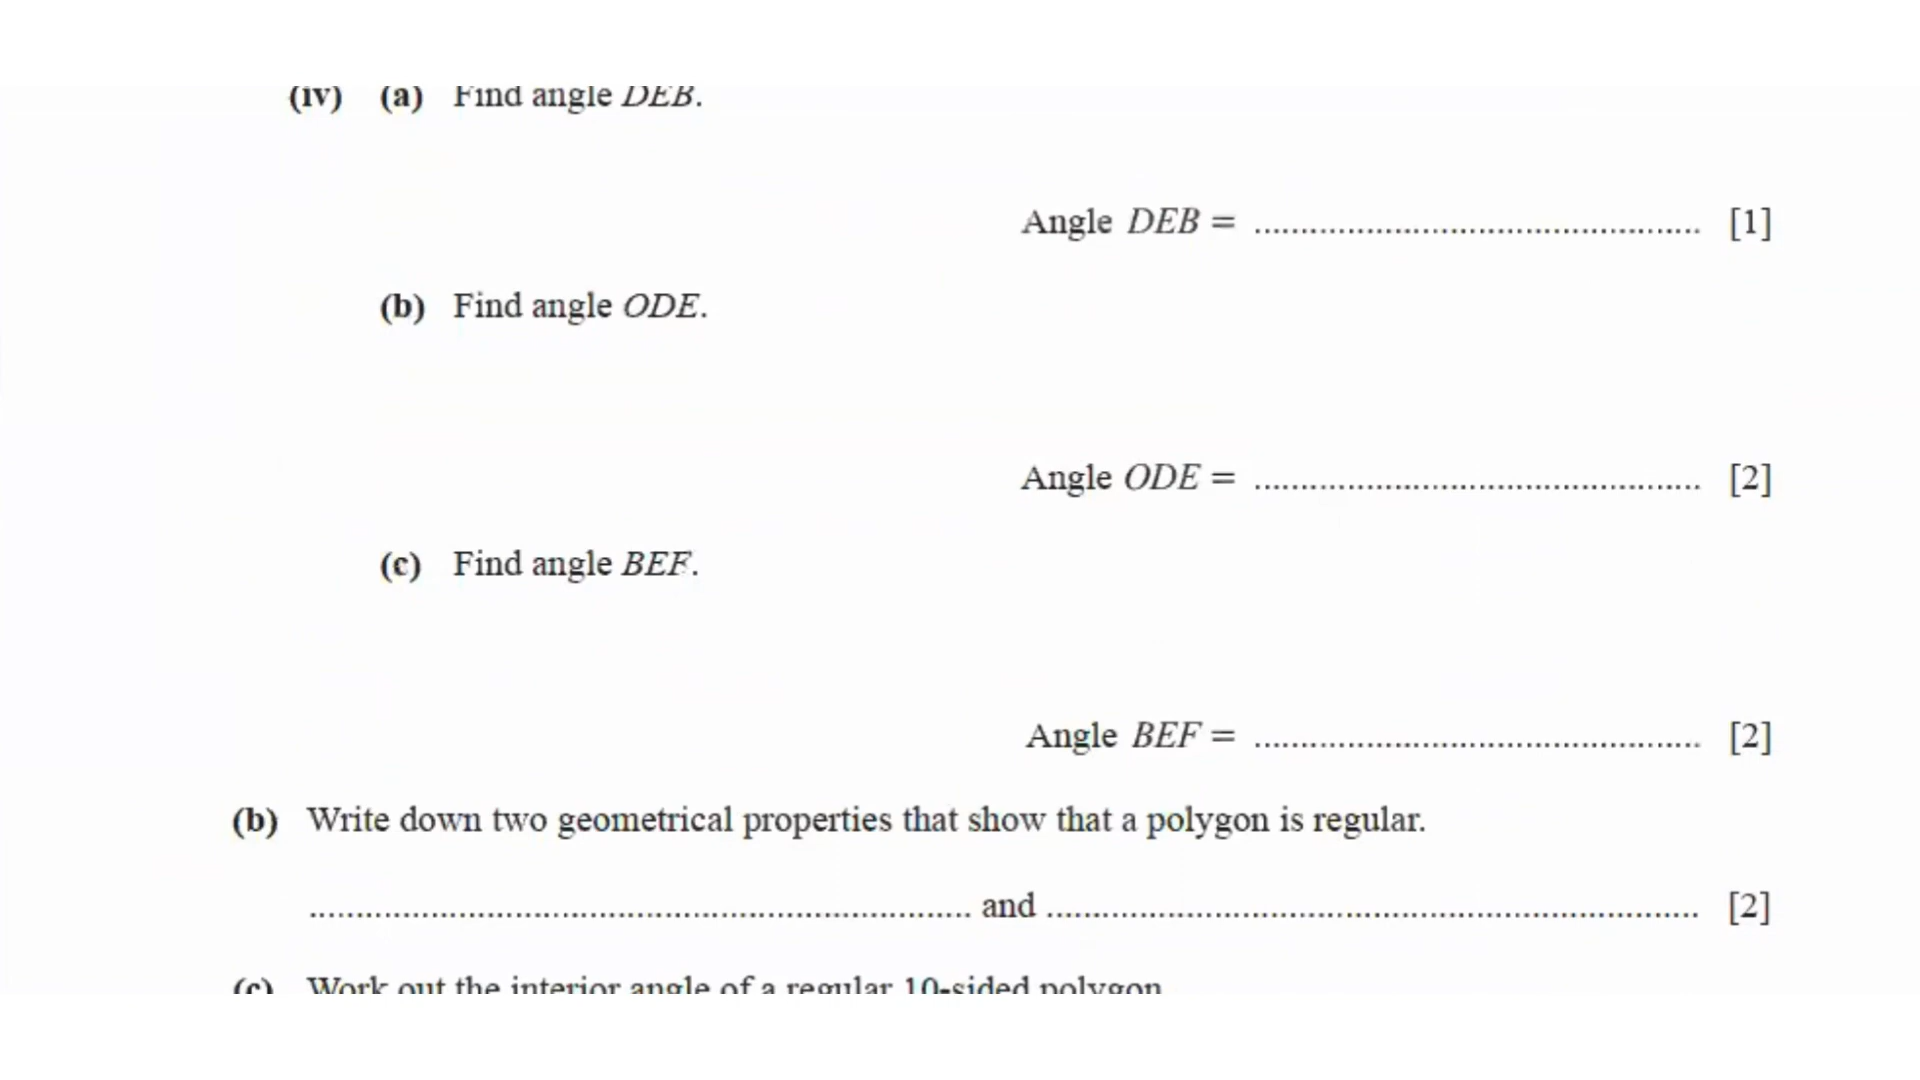 (iv) (a) Find angle DEB.
Angle DEB = ................................................ [1]
(b) Find angle ODE.
Angle ODE = ................................................ [2]
(c) Find angle BEF.
Angle BEF = ................................................ [2]
(b) Write down two geometrical properties that show that a polygon is regular.
....................................................................... and ...................................................................... [2]
(c) Work out the interior angle of a regular 10-sided polygon